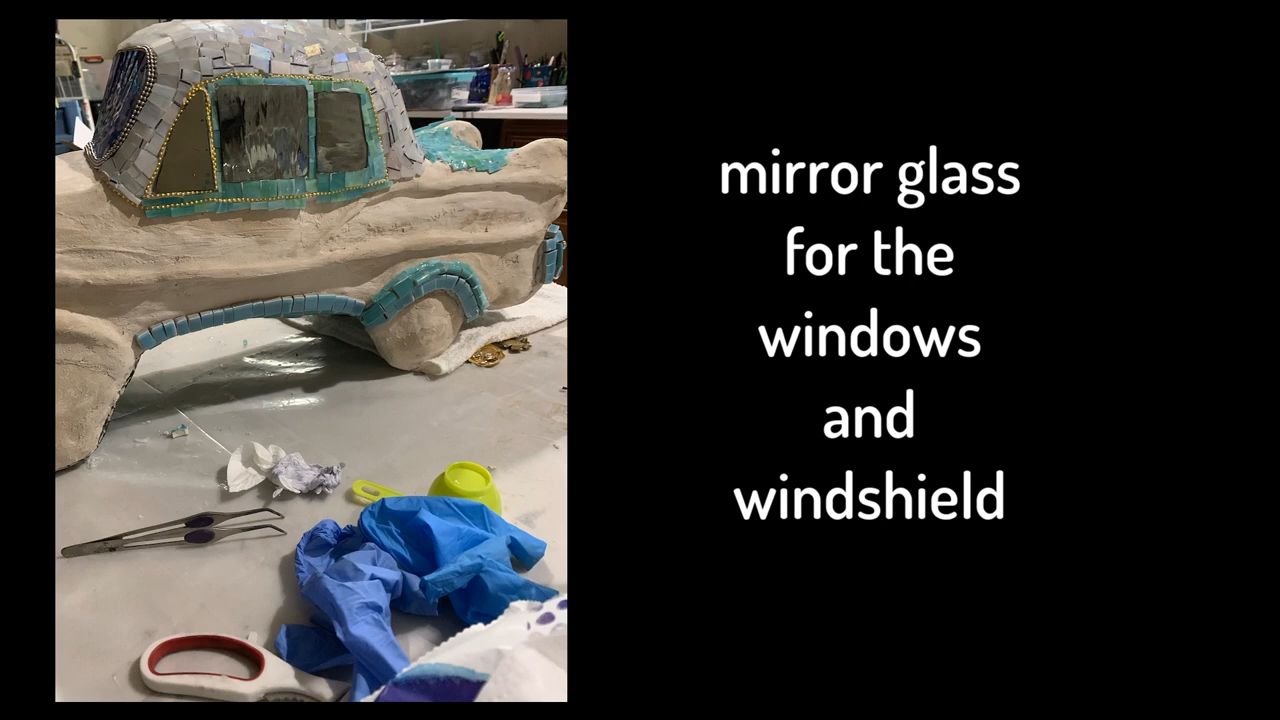 mirror glass
for the
windows
and
windshield